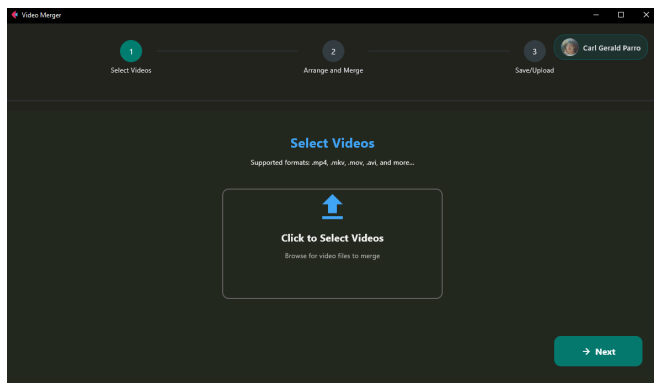 Video Merger
1
2
3
Carl Gerald Parro
Select Videos
Arrange and Merge
Save/Upload
Select Videos
Supported formats: .mp4, .mkv, .mov, .avi, and more...
Click to Select Videos
Browse for video files to merge
→ Next